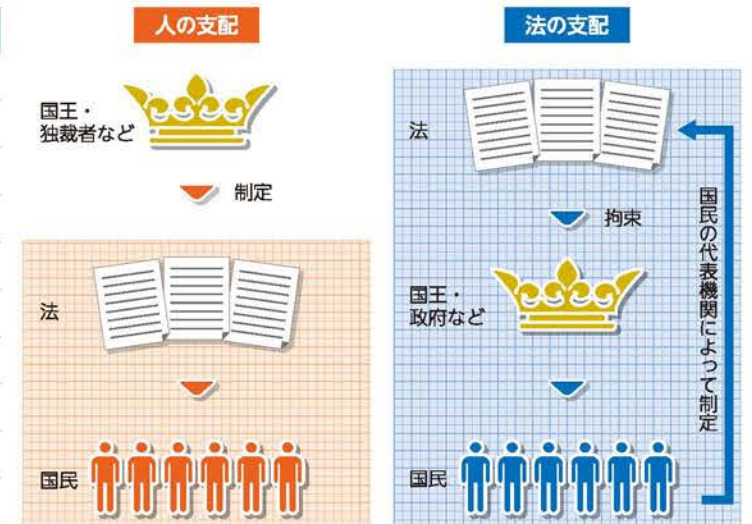 人の支配
国王・
独裁者など
制定
法
国民
法の支配
法
拘束
国王・
政府など
国民
国民の代表機関によって制定